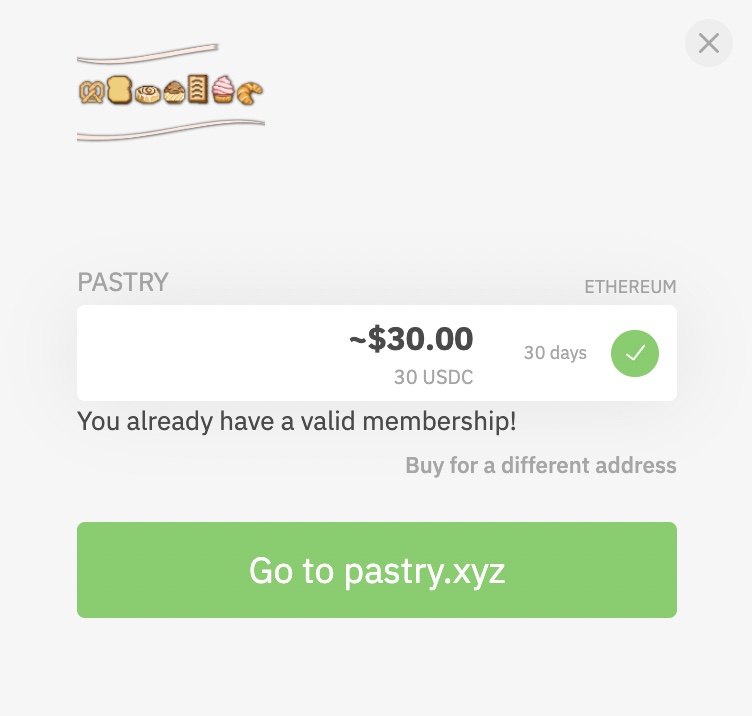 PASTRY
ETHEREUM
~$30.00
30 days
30 USDC
You already have a valid membership!
Buy for a different address
Go to pastry.xyz